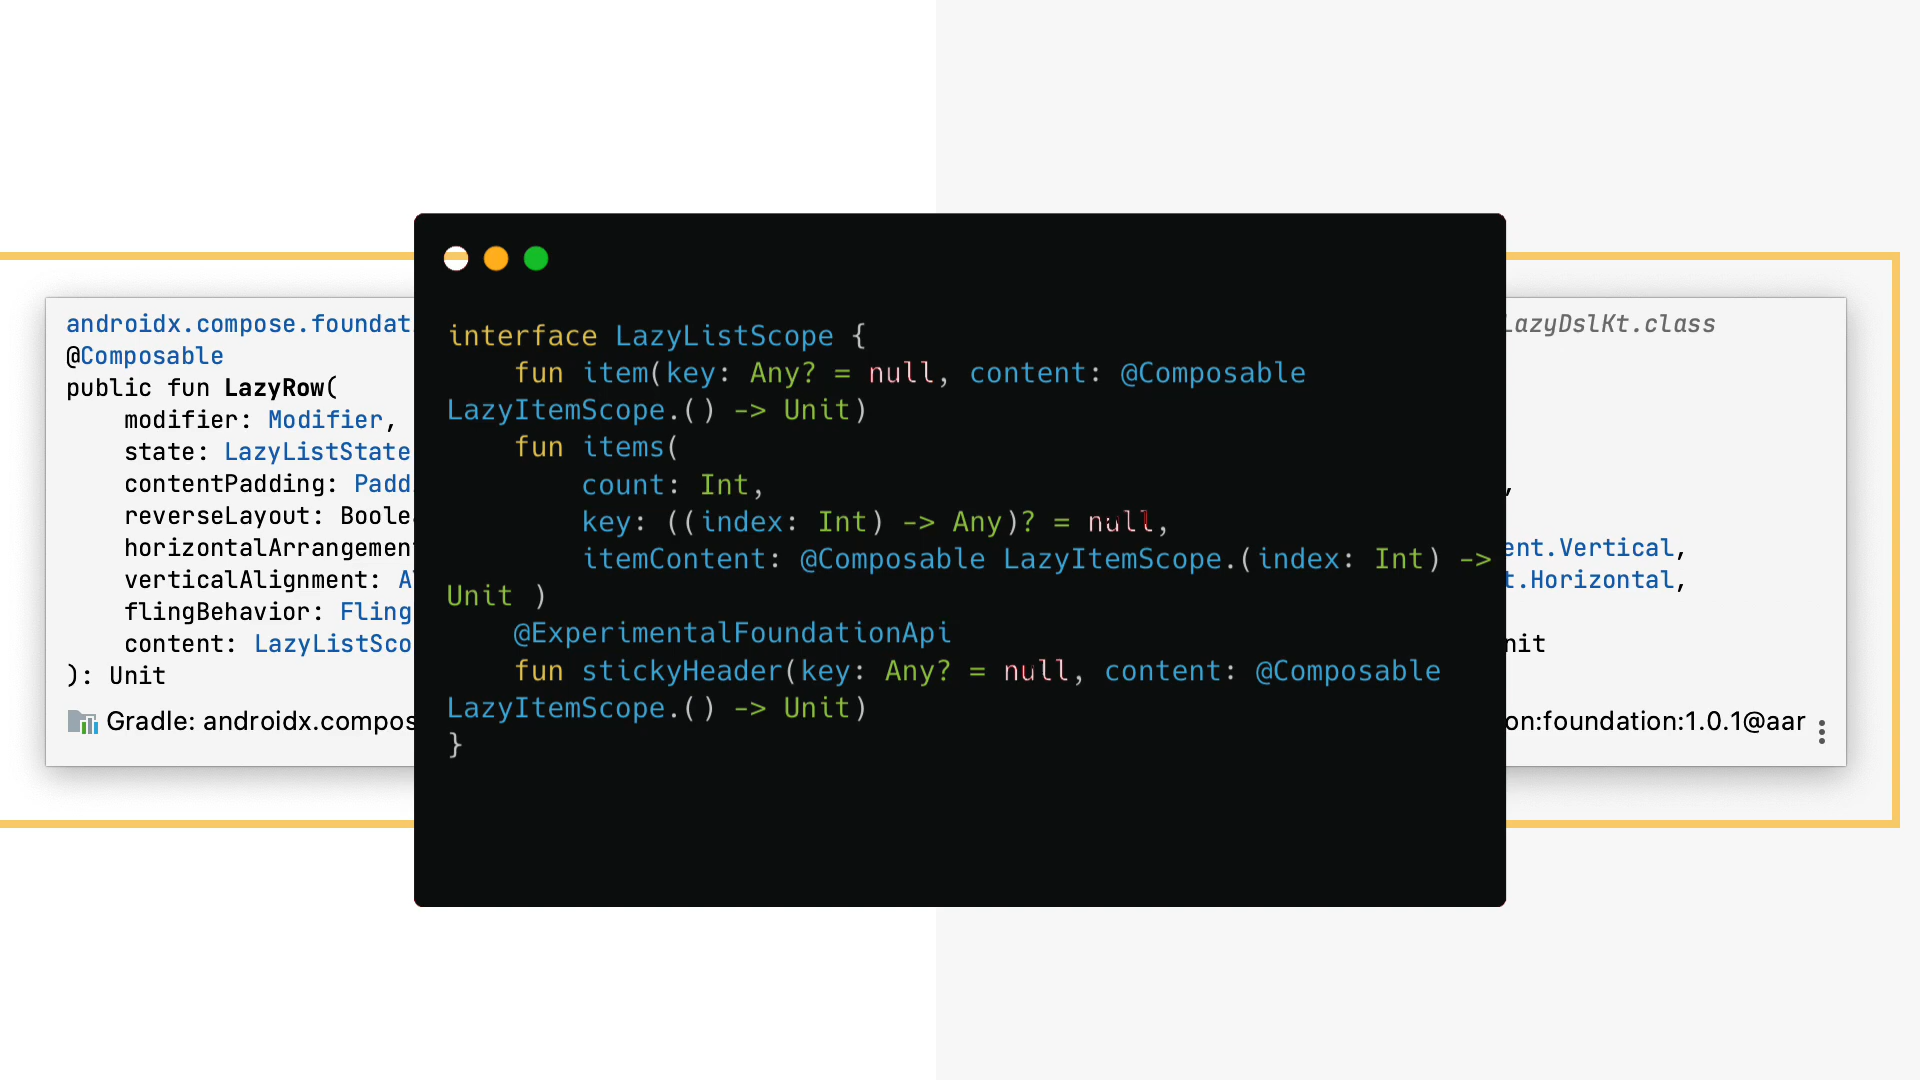 androidx.compose.foundat
@Composable
public fun LazyRow(
modifier: Modifier,
state: LazyListState
contentPadding: Padd
reverseLayout: Boole
horizontalArrangement
verticalAlignment:
flingBehavior: Fling
content: LazyListSco
): Unit
Gradle: androidx.compos
interface LazyListScope {
fun item(key: Any? = null, content: @Composable
LazyItemScope.() -> Unit)
fun items(
count: Int,
key: ((index: Int) -> Any)? = null,
itemContent: @Composable LazyItemScope.(index: Int) ->
Unit )
@ExperimentalFoundationApi
fun stickyHeader(key: Any? = null, content: @Composable
LazyItemScope.() -> Unit)
}
LazyDslKt.class
,
ent.Vertical,
t.Horizontal,
nit
on:foundation:1.0.1@aar